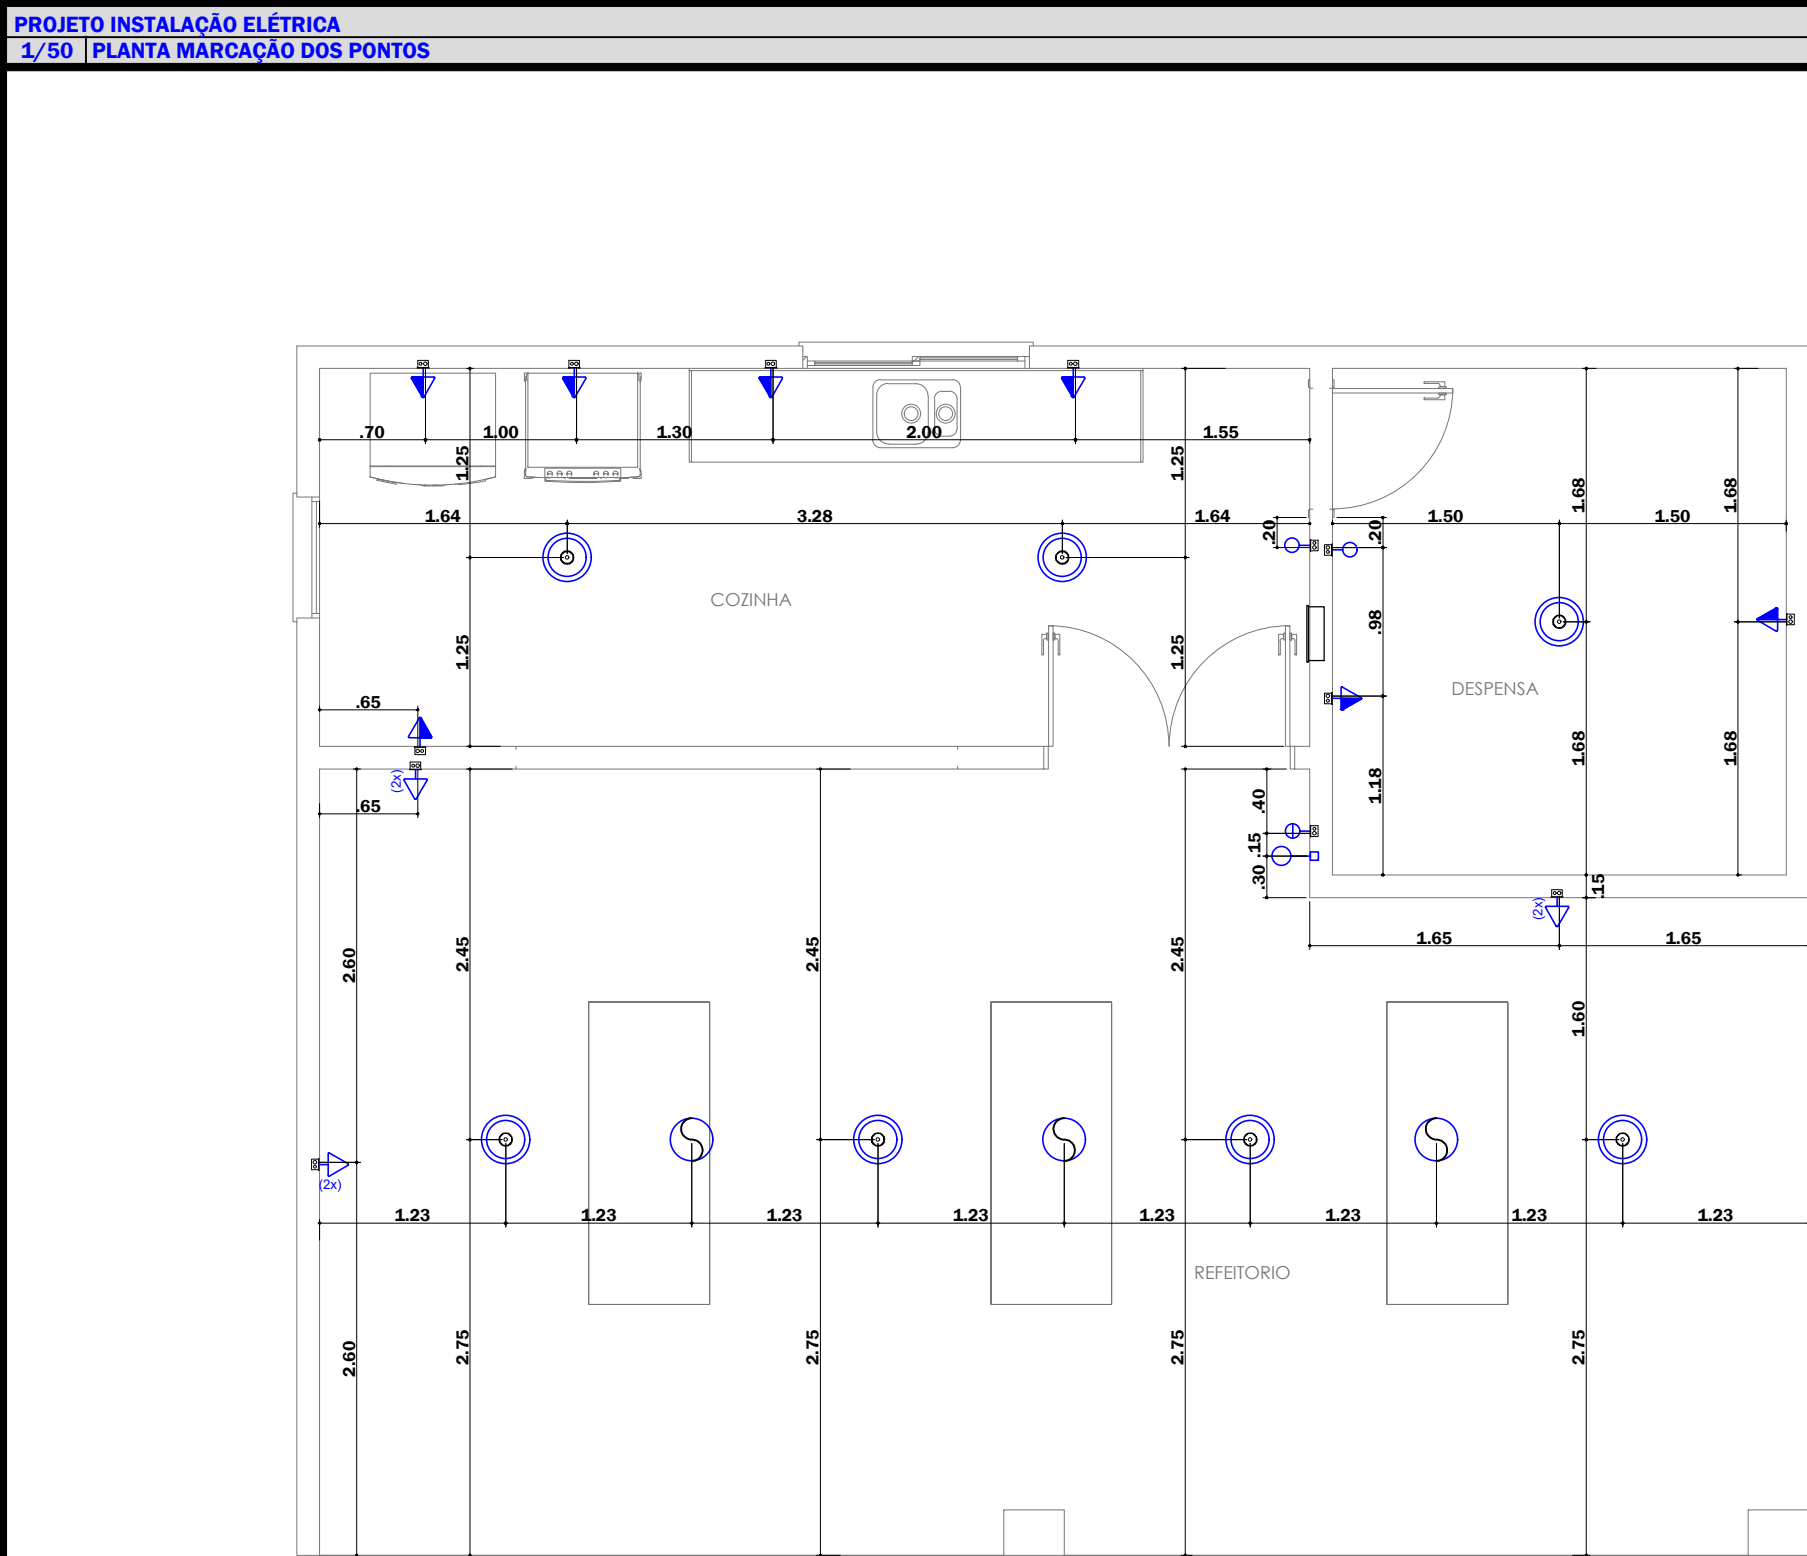 PROJETO INSTALAÇÃO ELÉTRICA
1/50 PLANTA MARCAÇÃO DOS PONTOS
.70 1.00 1.30 2.00 1.55
1.25 1.25
1.68 1.68
1.64 3.28 1.64 1.50 1.50
.20 .20
COZINHA
.98
1.25 1.25
DESPENSA
.65
1.68 1.68
(2x)
1.18
.65
.40
.15
.30
.15
(2x)
1.65 1.65
2.60 2.45 2.45 2.45
1.60
(2x)
1.23 1.23 1.23 1.23 1.23 1.23 1.23 1.23
REFEITORIO
2.60 2.75 2.75 2.75 2.75